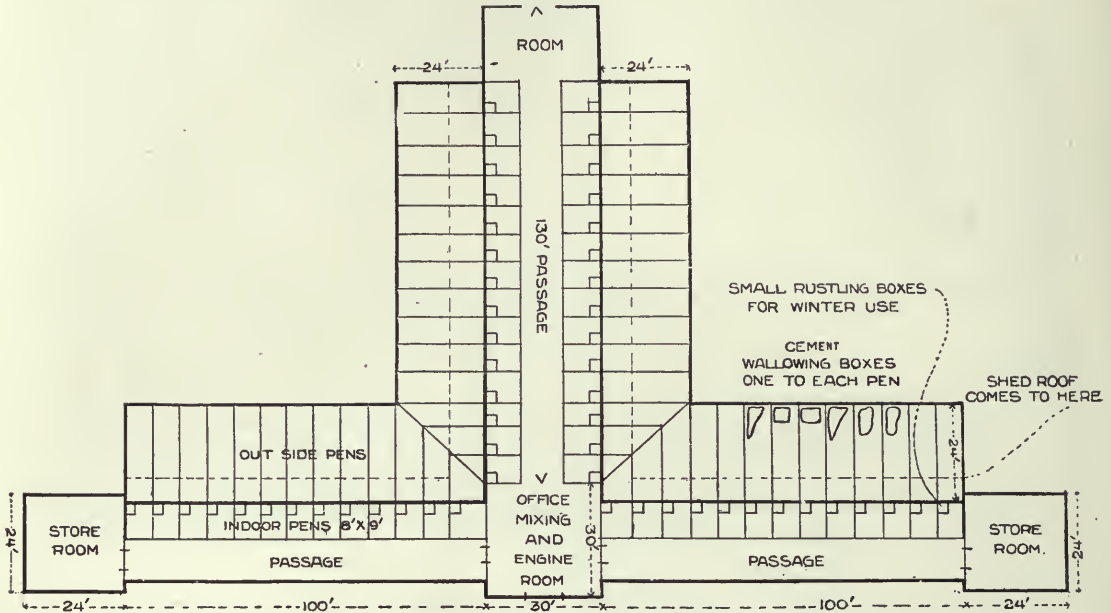 ROOM
24'
24'
130' PASSAGE
SMALL RUSTLING BOXES
FOR WINTER USE
CEMENT
WALLOWING BOXES
ONE TO EACH PEN
SHED ROOF
COMES TO HERE
24'
OUT SIDE PENS
OFFICE
MIXING
AND
ENGINE
ROOM
30'
24'
STORE
ROOM
INDOOR PENS 8'X9'
PASSAGE
PASSAGE
STORE
ROOM.
24'
24'
100'
30'
100'
24'